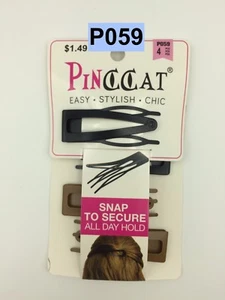 P059
$1.49
P059
4
PINCCAT®
EASY • STYLISH • CHIC
SNAP
TO SECURE
ALL DAY HOLD